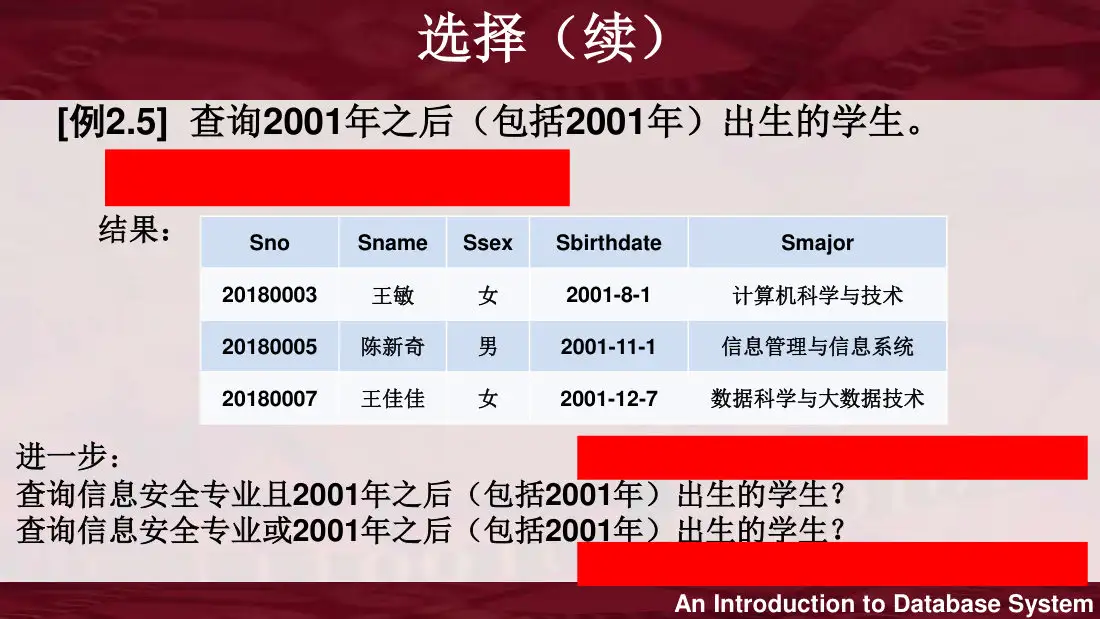 选择（续）
[例2.5] 查询2001年之后（包括2001年）出生的学生。
结果：
Sno Sname Ssex Sbirthdate Smajor
20180003 王敏 女 2001-8-1 计算机科学与技术
20180005 陈新奇 男 2001-11-1 信息管理与信息系统
20180007 王佳佳 女 2001-12-7 数据科学与大数据技术
进一步：
查询信息安全专业且2001年之后（包括2001年）出生的学生？
查询信息安全专业或2001年之后（包括2001年）出生的学生？
An Introduction to Database System